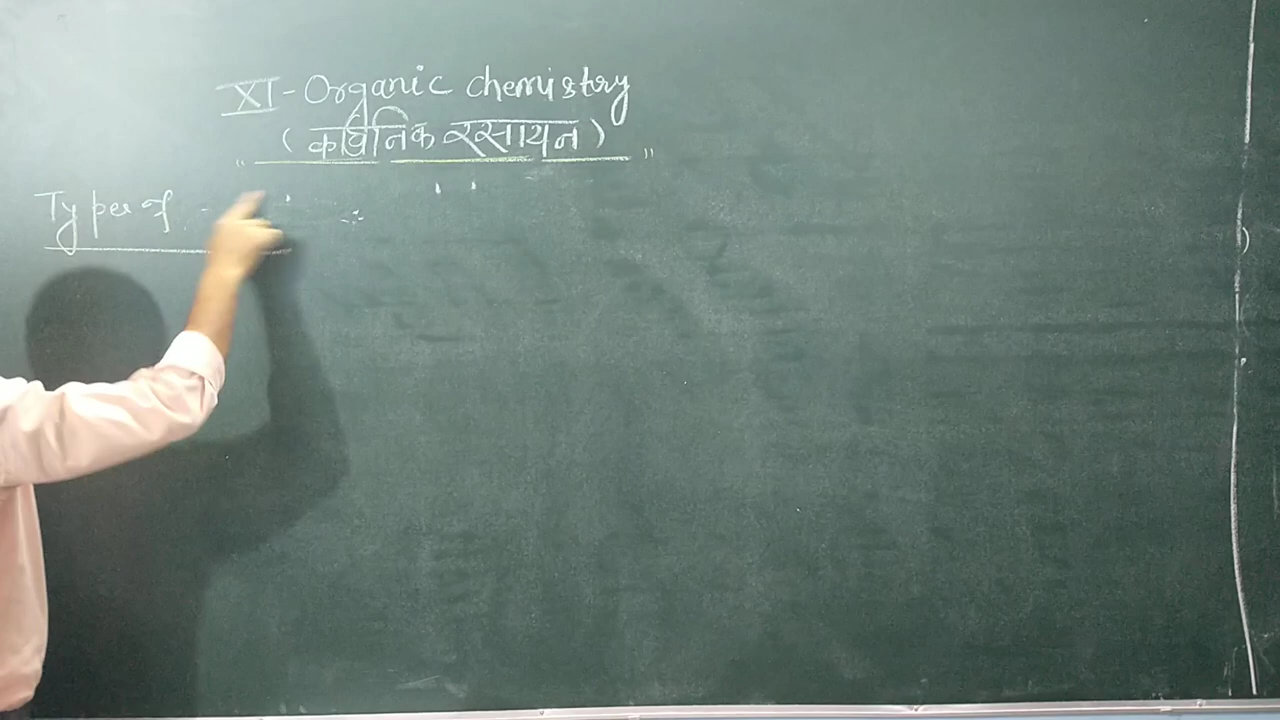 XI - Organic chemistry
(कार्बनिक रसायन)
Types of